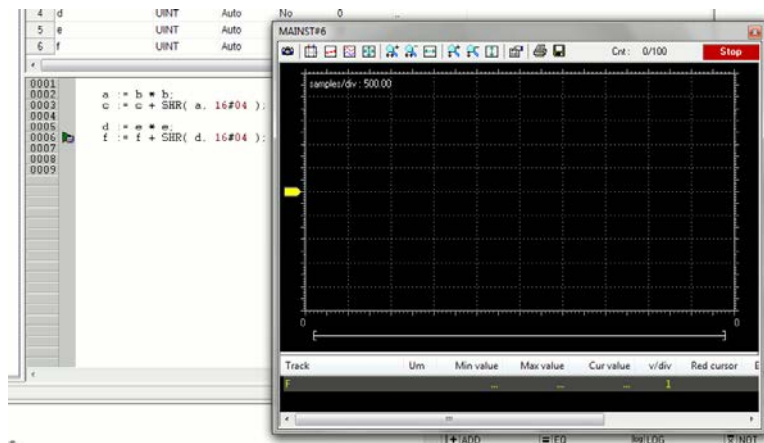 4 d UINT Auto No 0 ...
5 e UINT Auto
6 f UINT Auto
MAINST#6
Cnt : 0/100 Stop
samples/div : 500.00
0001
0002 a := b * b;
0003 c := c + SHR( a, 16#04 );
0004
0005 d := e * e;
0006 f := f + SHR( d, 16#04 );
0007
0008
0009
0 0
Track Um Min value Max value Cur value v/div Red cursor
F ... ... ... 1
ADD EQ LOG NOT